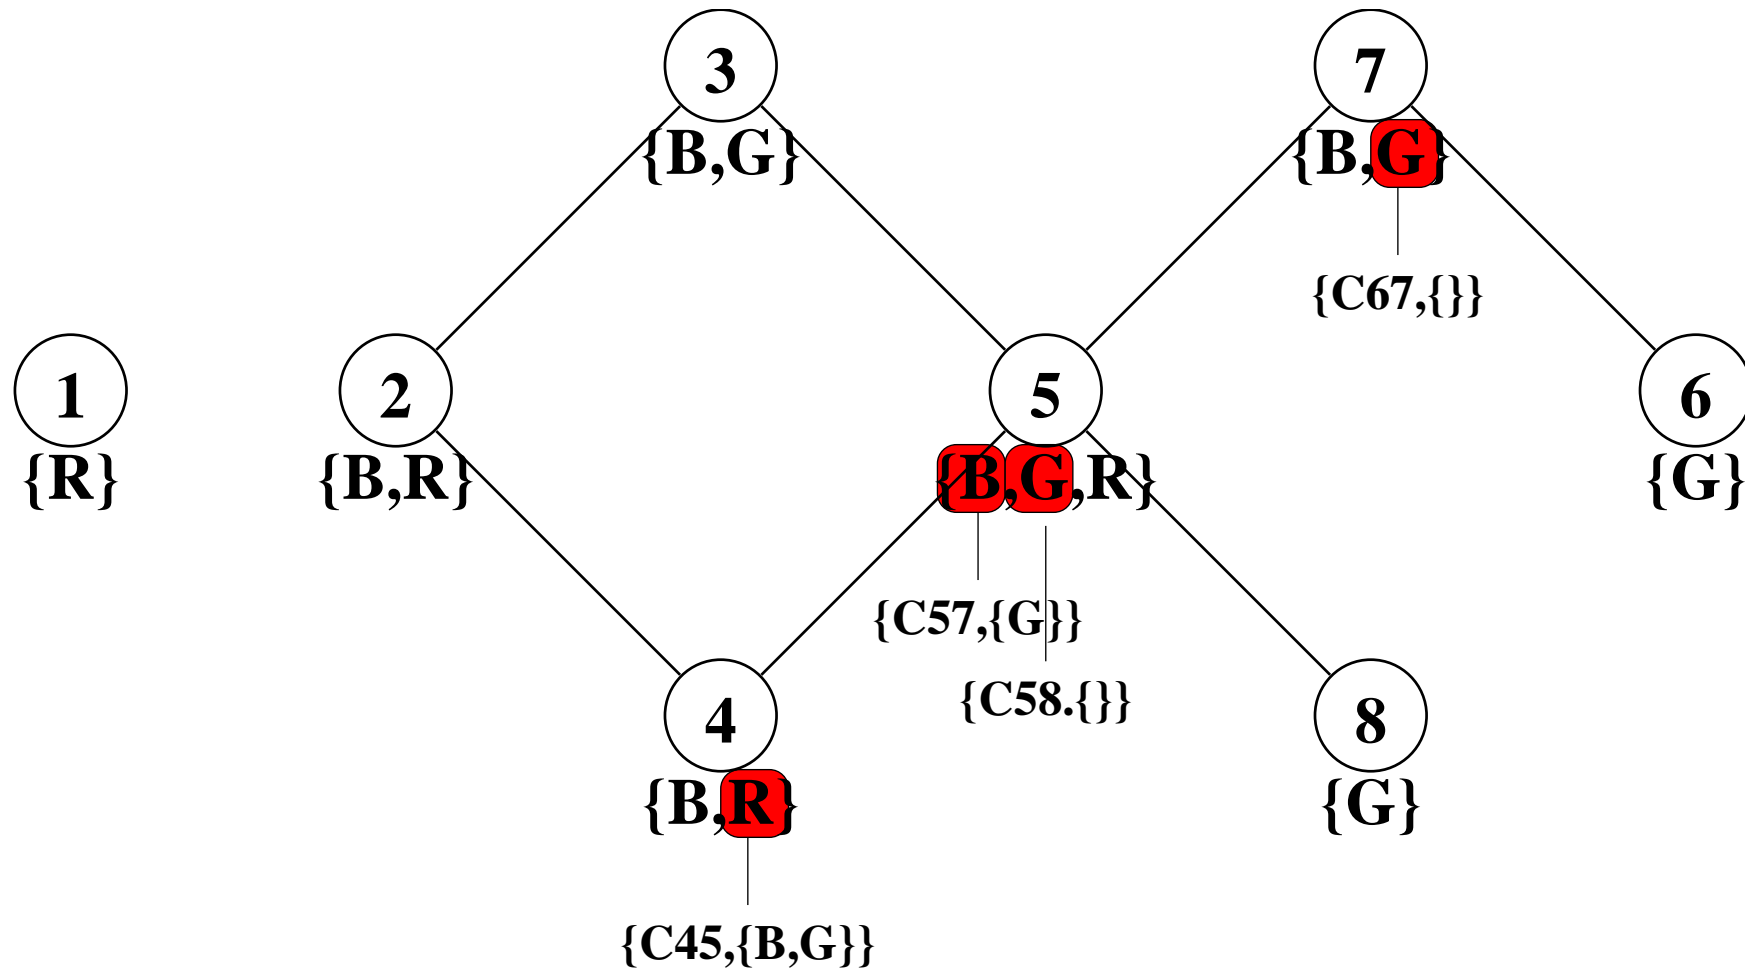 3
7
{B,G}
{B,G}
{C67,{}}
1
2
5
6
{R}
{B,R}
{B,G,R}
{G}
{C57,{G}}
{C58.{}}
4
8
{B,R}
{G}
{C45,{B,G}}